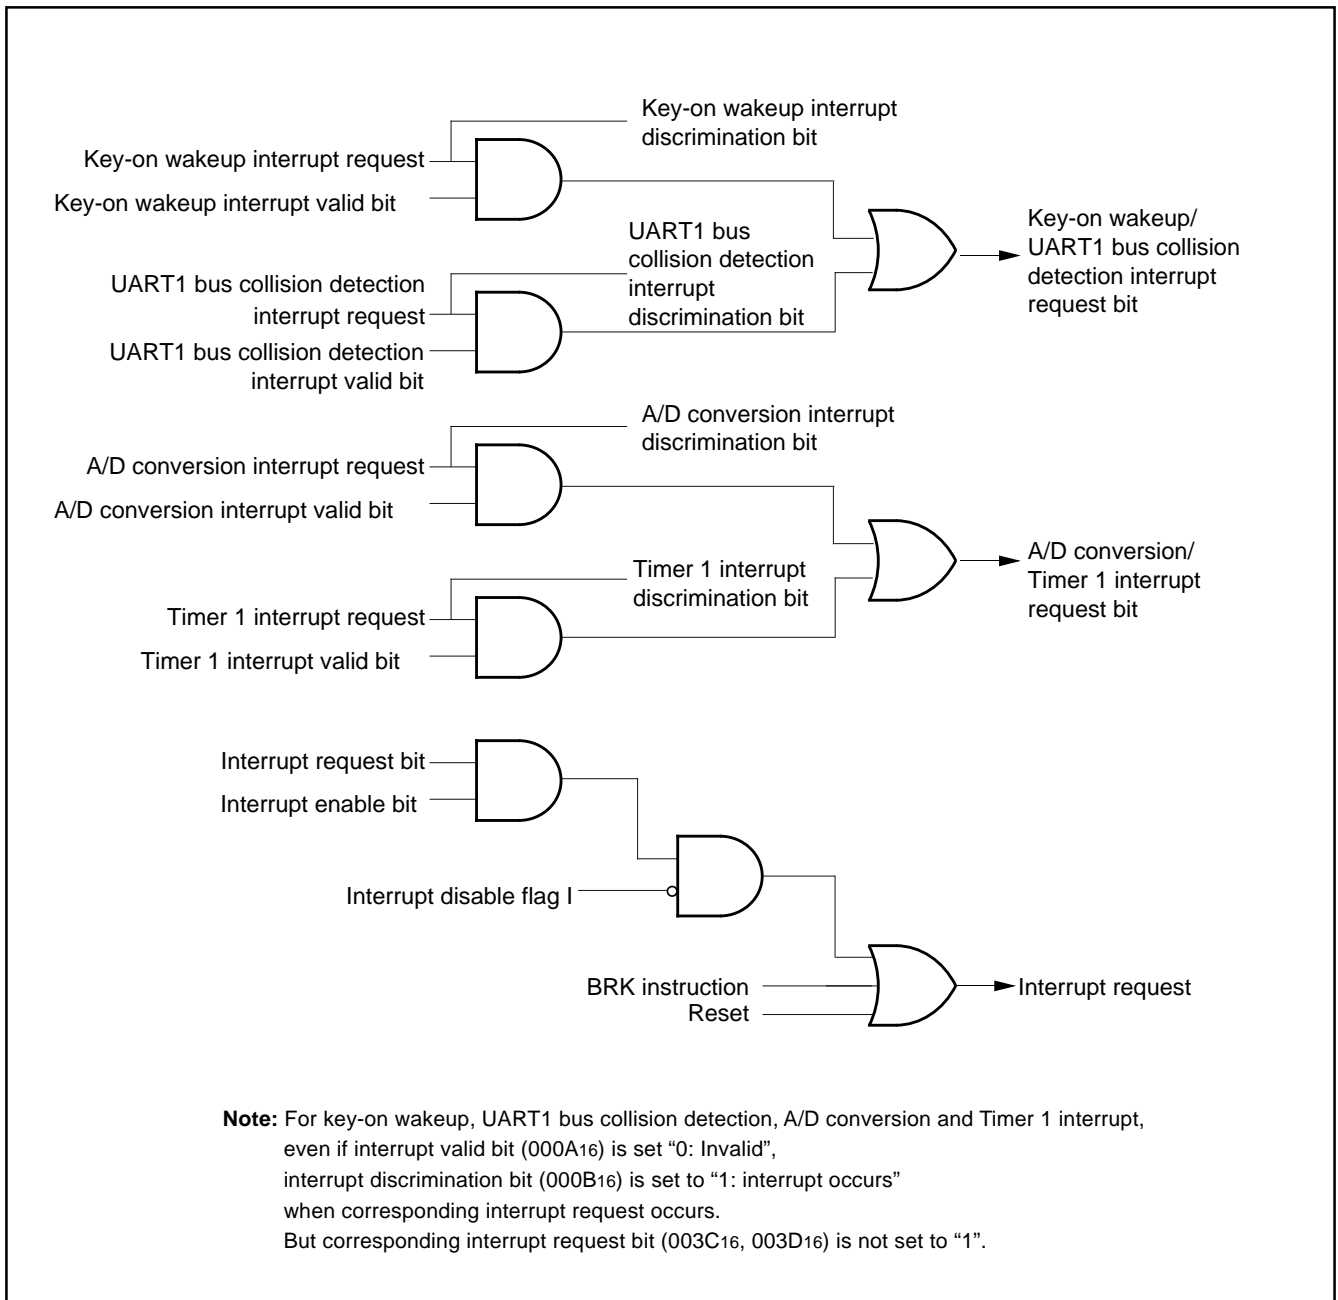 Key-on wakeup interrupt
discrimination bit
Key-on wakeup interrupt request
Key-on wakeup interrupt valid bit
Key-on wakeup/
UART1 bus collision
detection interrupt
request bit
UART1 bus
collision detection
interrupt
discrimination bit
UART1 bus collision detection
interrupt request
UART1 bus collision detection
interrupt valid bit
A/D conversion interrupt
discrimination bit
A/D conversion interrupt request
A/D conversion interrupt valid bit
A/D conversion/
Timer 1 interrupt
request bit
Timer 1 interrupt
discrimination bit
Timer 1 interrupt request
Timer 1 interrupt valid bit
Interrupt request bit
Interrupt enable bit
Interrupt disable flag I
BRK instruction
Reset
Interrupt request
Note: For key-on wakeup, UART1 bus collision detection, A/D conversion and Timer 1 interrupt,
even if interrupt valid bit (000A16) is set “0: Invalid”,
interrupt discrimination bit (000B16) is set to “1: interrupt occurs”
when corresponding interrupt request occurs.
But corresponding interrupt request bit (003C16, 003D16) is not set to “1”.